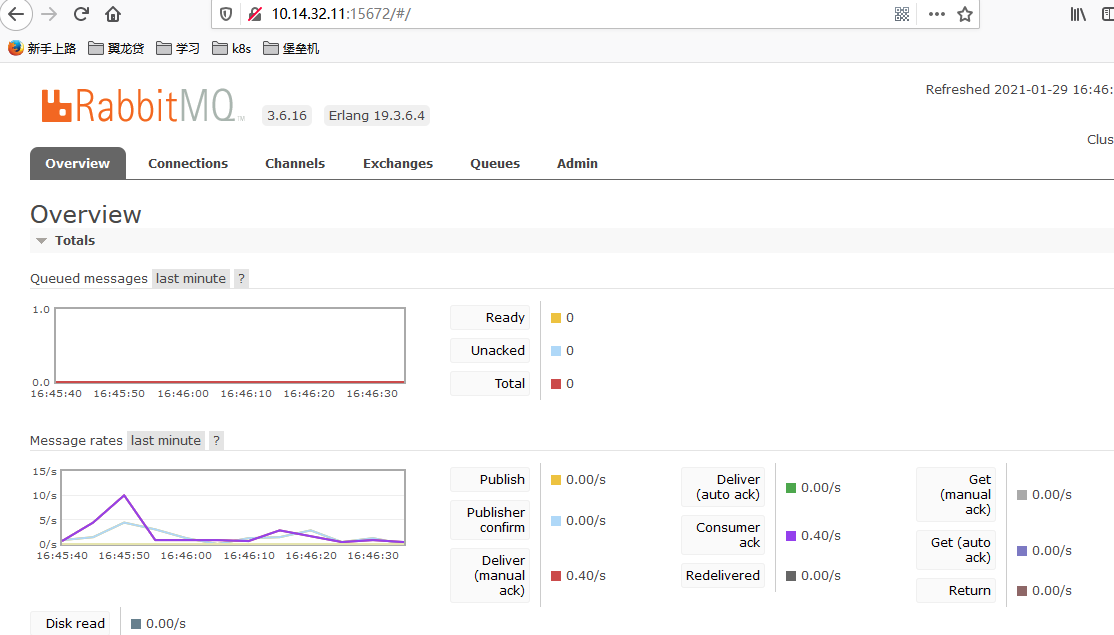 10.14.32.11:15672/#/
新手上路 翼龙贷 学习 k8s 堡垒机
RabbitMQ TM 3.6.16 Erlang 19.3.6.4
Refreshed 2021-01-29 16:46:
Clus
Overview Connections Channels Exchanges Queues Admin
Overview
Totals
Queued messages last minute ?
1.0
0.0
16:45:40 16:45:50 16:46:00 16:46:10 16:46:20 16:46:30
Ready 0
Unacked 0
Total 0
Message rates last minute ?
15/s
10/s
5/s
0/s
16:45:40 16:45:50 16:46:00 16:46:10 16:46:20 16:46:30
Publish 0.00/s
Publisher
confirm 0.00/s
Deliver
(manual
ack) 0.40/s
Deliver
(auto ack) 0.00/s
Consumer
ack 0.40/s
Redelivered 0.00/s
Get
(manual
ack) 0.00/s
Get (auto
ack) 0.00/s
Return 0.00/s
Disk read 0.00/s